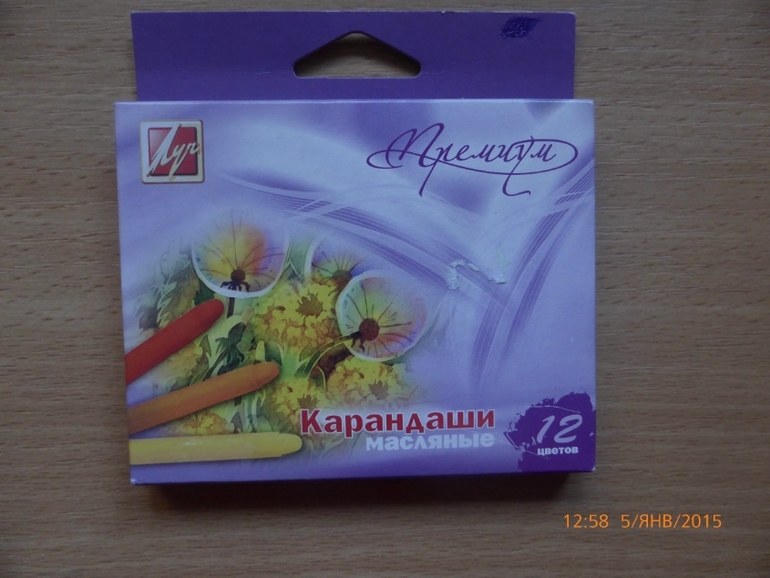 Луч
Премиум
Карандаши
масляные
12
цветов
12:58 5/ЯНВ/2015